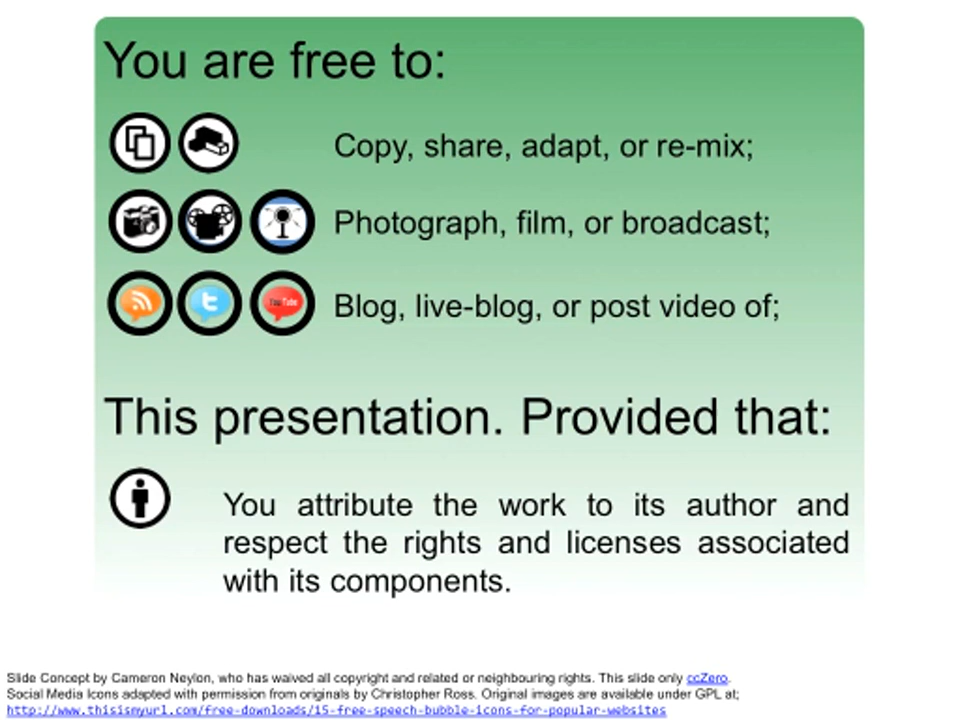 You are free to:
Copy, share, adapt, or re-mix;
Photograph, film, or broadcast;
You Tube
Blog, live-blog, or post video of;
This presentation. Provided that:
You attribute the work to its author and
respect the rights and licenses associated
with its components.
Slide Concept by Cameron Neylon, who has waived all copyright and related or neighbouring rights. This slide only ccZero.
Social Media Icons adapted with permission from originals by Christopher Ross. Original images are available under GPL at;
http://www.thisismyurl.com/free-downloads/15-free-speech-bubble-icons-for-popular-websites